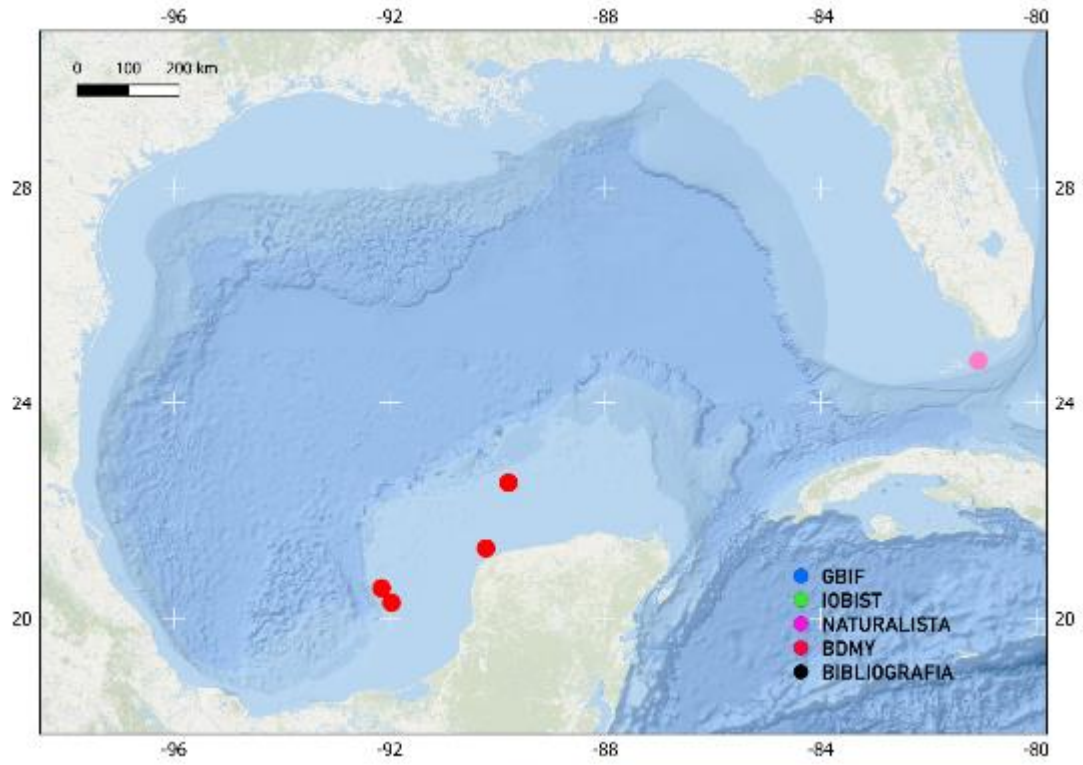 -96 -92 -88 -84 -80
0 100 200 km
28 28
24 24
GBIF
IOBIST
NATURALISTA
20 20
BDMY
BIBLIOGRAFIA
-96 -92 -88 -84 -80